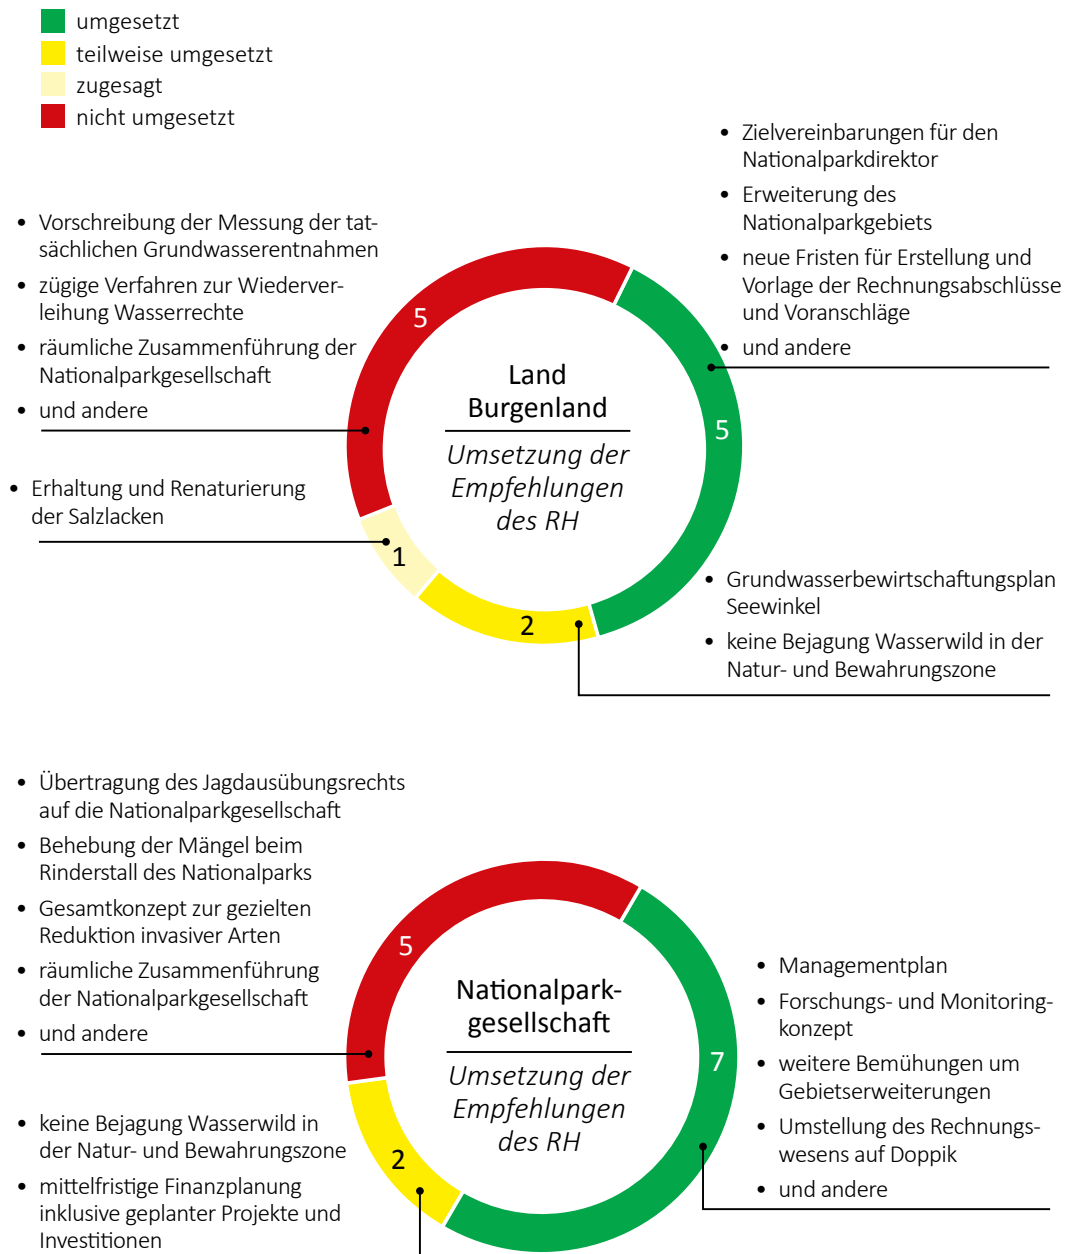 umgesetzt
teilweise umgesetzt
zugesagt
nicht umgesetzt
• Zielvereinbarungen für den
Nationalparkdirektor
• Erweiterung des
Nationalparkgebiets
• neue Fristen für Erstellung und
Vorlage der Rechnungsabschlüsse
und Voranschläge
• und andere
• Vorschreibung der Messung der tat-
sächlichen Grundwasserentnahmen
• zügige Verfahren zur Wiederver-
leihung Wasserrechte
• räumliche Zusammenführung der
Nationalparkgesellschaft
• und andere
5
Land
Burgenland
Umsetzung der
Empfehlungen
des RH
5
• Erhaltung und Renaturierung
der Salzlacken
1
2
• Grundwasserbewirtschaftungsplan
Seewinkel
• keine Bejagung Wasserwild in der
Natur- und Bewahrungszone
• Übertragung des Jagdausübungsrechts
auf die Nationalparkgesellschaft
• Behebung der Mängel beim
Rinderstall des Nationalparks
• Gesamtkonzept zur gezielten
Reduktion invasiver Arten
• räumliche Zusammenführung
der Nationalparkgesellschaft
• und andere
5
Nationalpark-
gesellschaft
Umsetzung der
Empfehlungen
des RH
7
• Managementplan
• Forschungs- und Monitoring-
konzept
• weitere Bemühungen um
Gebietserweiterungen
• Umstellung des Rechnungs-
wesens auf Doppik
• und andere
• keine Bejagung Wasserwild in
der Natur- und Bewahrungszone
• mittelfristige Finanzplanung
inklusive geplanter Projekte und
Investitionen
2